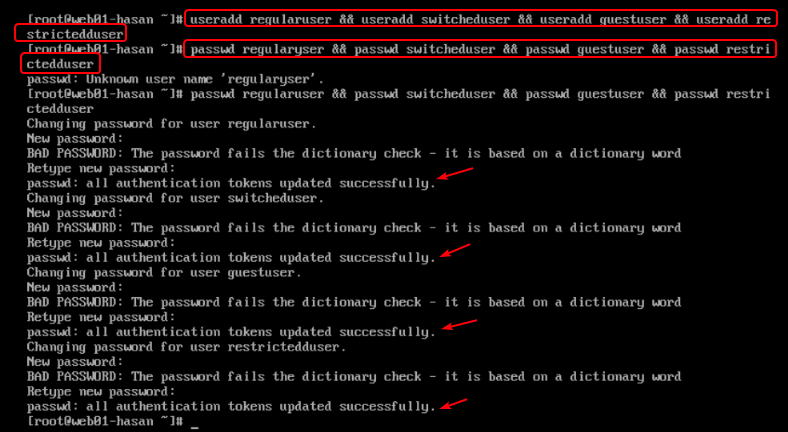 [root@web01-hasan ~]# useradd regularuser && useradd switcheduser && useradd guestuser && useradd re
strictedduser
[root@web01-hasan ~]# passwd regularyser && passwd switcheduser && passwd guestuser && passwd restri
ctedduser
passwd: Unknown user name 'regularyser'.
[root@web01-hasan ~]# passwd regularuser && passwd switcheduser && passwd guestuser && passwd restri
ctedduser
Changing password for user regularuser.
New password:
BAD PASSWORD: The password fails the dictionary check - it is based on a dictionary word
Retype new password:
passwd: all authentication tokens updated successfully.
Changing password for user switcheduser.
New password:
BAD PASSWORD: The password fails the dictionary check - it is based on a dictionary word
Retype new password:
passwd: all authentication tokens updated successfully.
Changing password for user guestuser.
New password:
BAD PASSWORD: The password fails the dictionary check - it is based on a dictionary word
Retype new password:
passwd: all authentication tokens updated successfully.
Changing password for user restrictedduser.
New password:
BAD PASSWORD: The password fails the dictionary check - it is based on a dictionary word
Retype new password:
passwd: all authentication tokens updated successfully.
[root@web01-hasan ~]# _